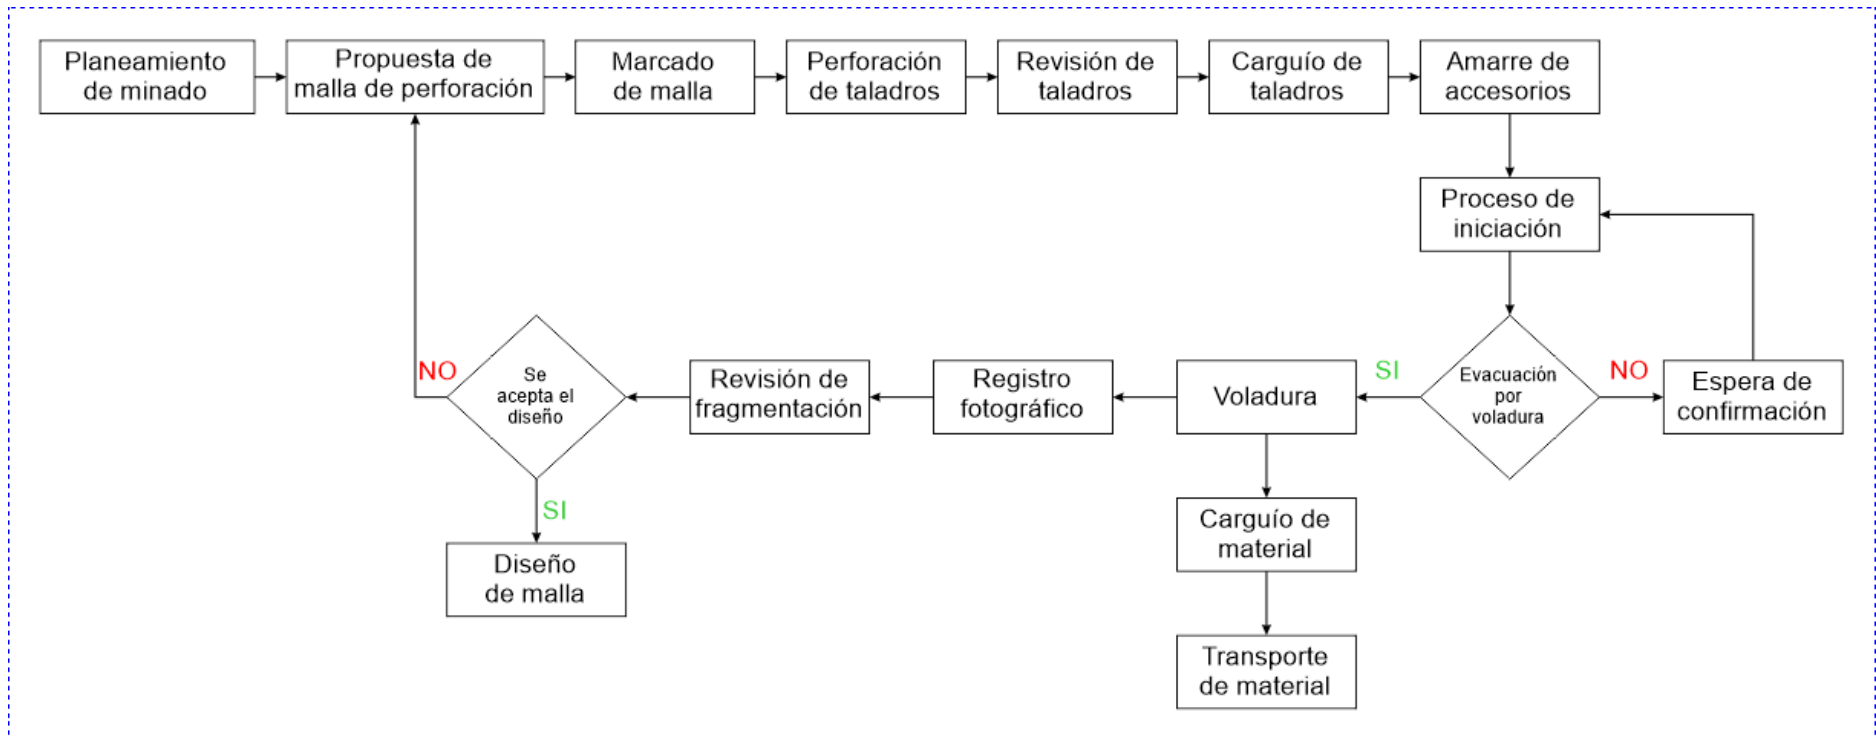 Planeamiento
de minado
Propuesta de
malla de perforación
Marcado
de malla
Perforación
de taladros
Revisión de
taladros
Carguío de
taladros
Amarre de
accesorios
Proceso de
iniciación
Evacuación
por
voladura
NO
Espera de
confirmación
SI
Voladura
Registro
fotográfico
Revisión de
fragmentación
Se
acepta el
diseño
NO
SI
Diseño
de malla
Carguío de
material
Transporte
de material